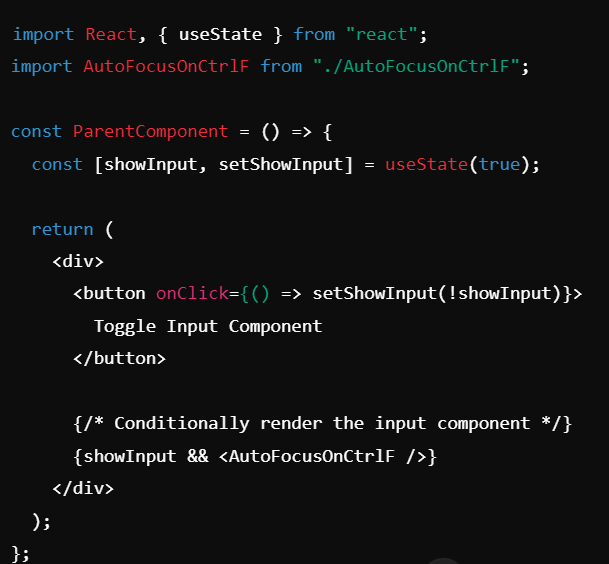 import React, { useState } from "react";
import AutoFocusOnCtrlF from "./AutoFocusOnCtrlF";

const ParentComponent = () => {
  const [showInput, setShowInput] = useState(true);

  return (
    <div>
      <button onClick={() => setShowInput(!showInput)}>
        Toggle Input Component
      </button>

      {/* Conditionally render the input component */}
      {showInput && <AutoFocusOnCtrlF />}
    </div>
  );
};